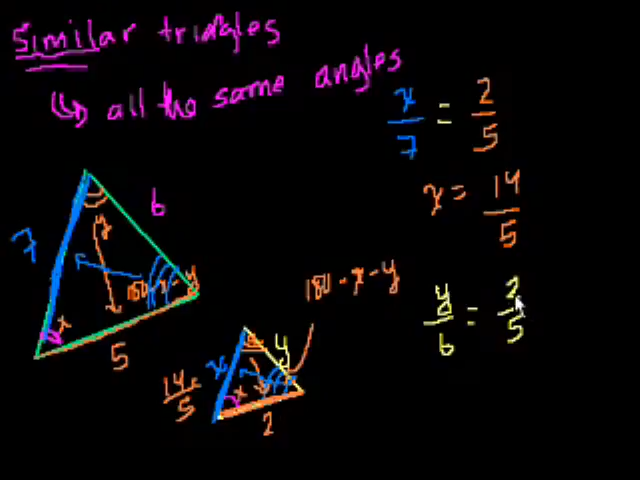 Similar triangles
↳ all the same angles
x/7 = 2/5
x = 14/5
y/6 = 2/5
7
6
y
180 - x - y
x
5
180 - x - y
x
y
14/5
x
2